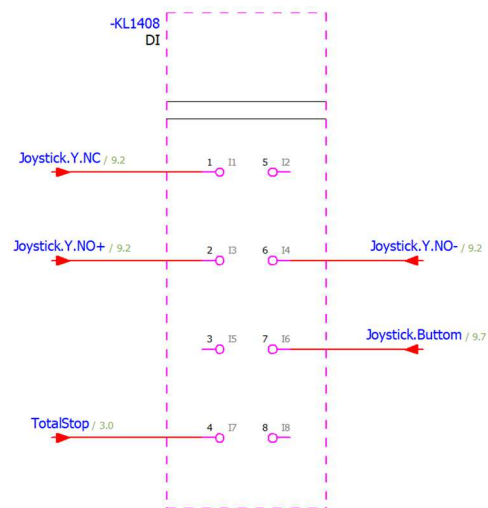 -KL1408
DI
Joystick.Y.NC / 9.2
1 I1 5 I2
Joystick.Y.NO+ / 9.2
2 I3 6 I4
Joystick.Y.NO- / 9.2
3 I5 7 I6
Joystick.Buttom / 9.7
TotalStop / 3.0
4 I7 8 I8